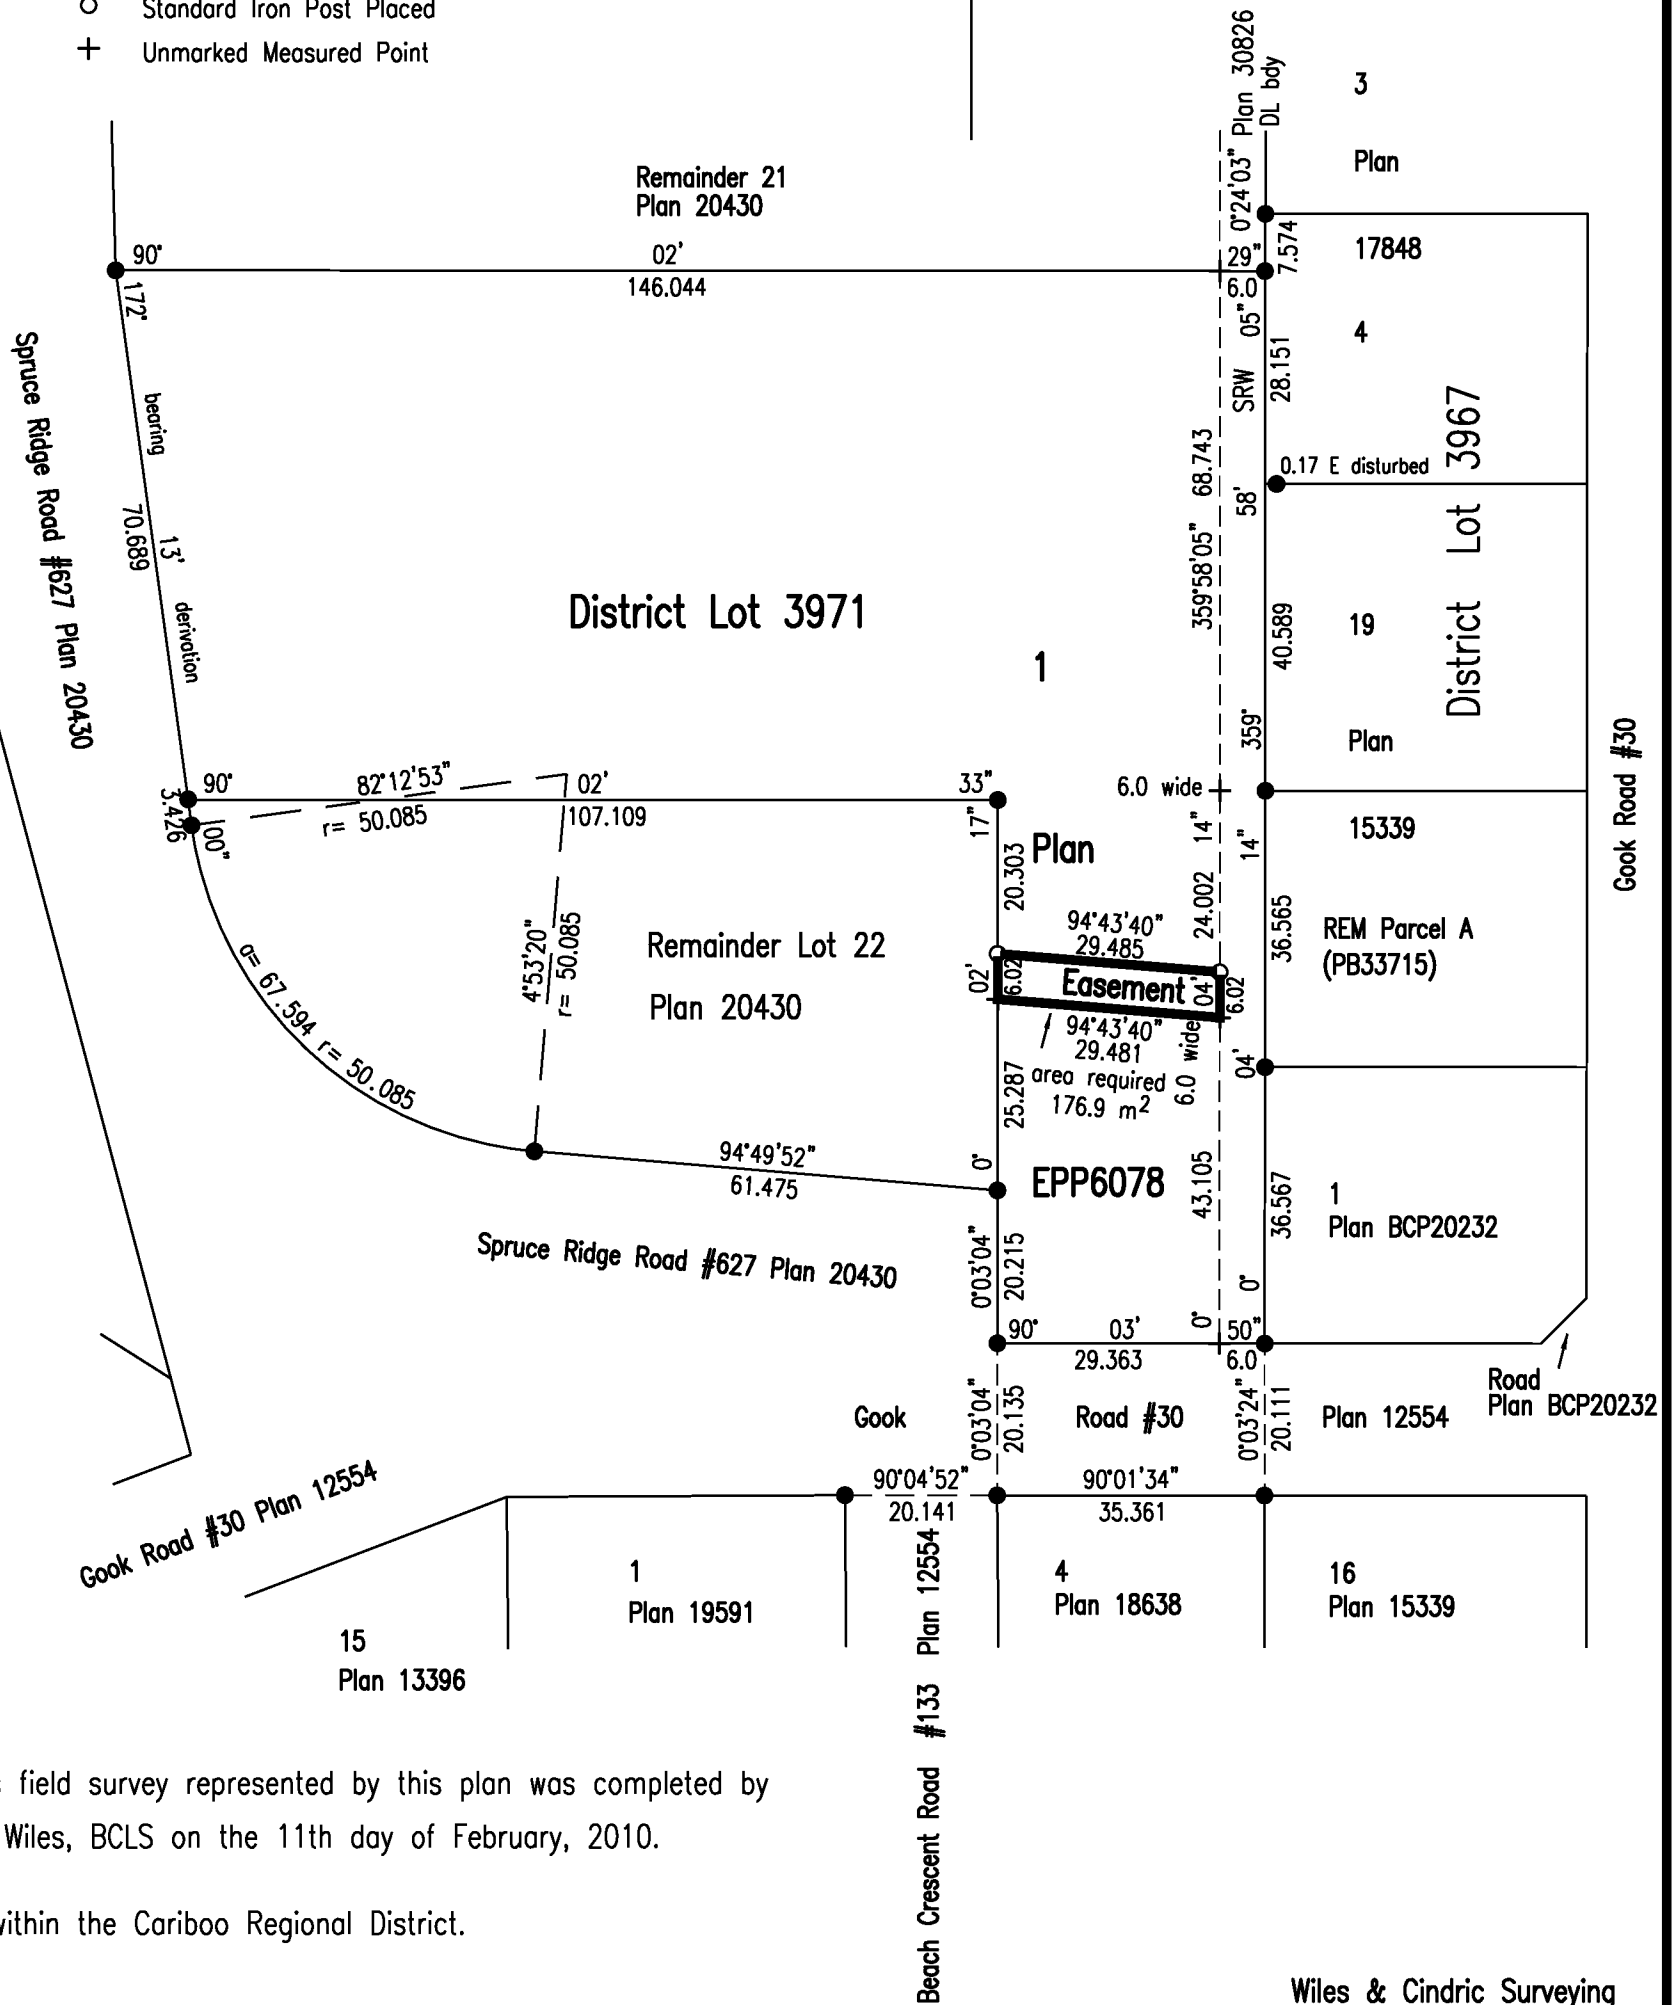 Standard Iron Post Placed
+ Unmarked Measured Point
Plan 30826
DL bdy
3
Plan
17848
4
Remainder 21
Plan 20430
0°24'03"
7.574
90° 02' 29"
146.044
6.0
172° 13' 00"
bearing derivation
70.689
Spruce Ridge Road #627 Plan 20430
05"
SRW
28.151
68.743
359°58'05"
58'
359°
0.17 E disturbed
District Lot 3967
40.589
19
Plan
15339
Gook Road #30
District Lot 3971
1
Plan
EPP6078
90° 02' 33"
107.109
3.426
82°12'53"
r= 50.085
4°53'20"
r= 50.085
a= 67.594 r= 50.085
6.0 wide
17"
20.303
14"
24.002
14"
36.565
REM Parcel A
(PB33715)
Remainder Lot 22
Plan 20430
94°43'40"
29.485
02'
6.02
Easement
04'
6.02
94°43'40"
29.481
area required
176.9 m2
6.0 wide
04'
25.287
0°
94°49'52"
61.475
43.105
0°
36.567
0°
1
Plan BCP20232
Spruce Ridge Road #627 Plan 20430
0°03'04"
20.215
90° 03' 50"
29.363
6.0
Road
Plan BCP20232
Gook Road #30 Plan 12554
0°03'04"
20.135
0°03'24"
20.111
90°04'52"
20.141
90°01'34"
35.361
Gook Road #30 Plan 12554
15
Plan 13396
1
Plan 19591
4
Plan 18638
16
Plan 15339
Beach Crescent Road #133 Plan 12554
field survey represented by this plan was completed by
Wiles, BCLS on the 11th day of February, 2010.
within the Cariboo Regional District.
Wiles & Cindric Surveying